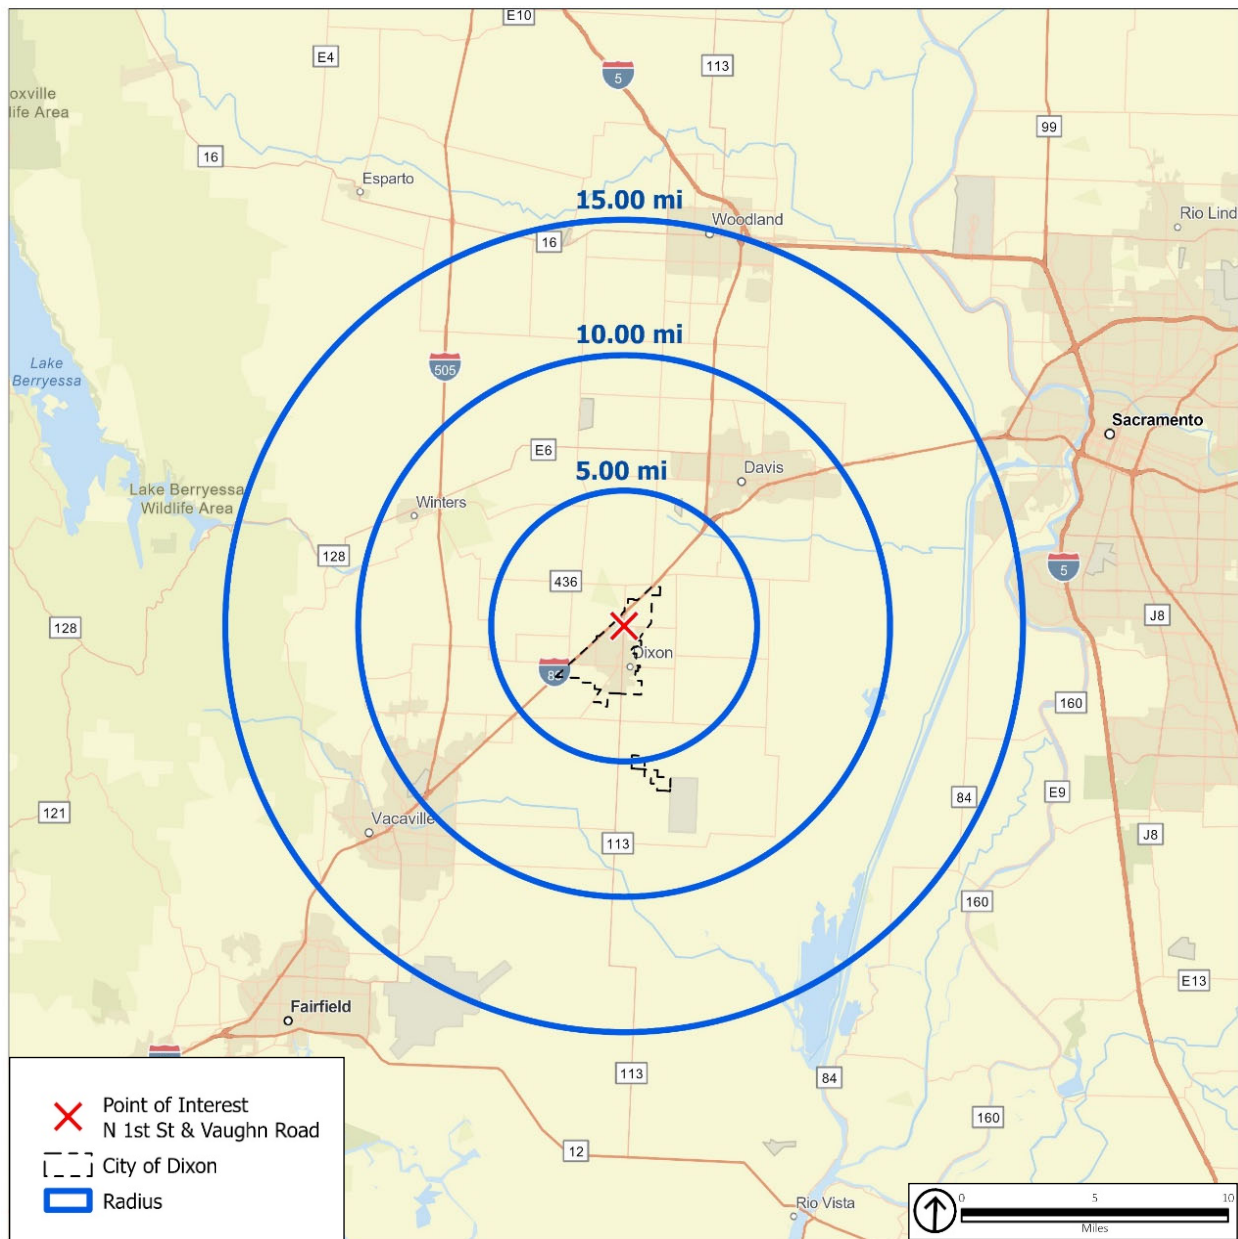 E10
E4
113
5
oxville
life Area
99
16
Esparto
15.00 mi
Woodland
Rio Lind
16
10.00 mi
Lake
Berryessa
505
Sacramento
E6
5.00 mi
Davis
Lake Berryessa
Wildlife Area
Winters
128
436
5
J8
128
Dixon
8
160
121
84
E9
Vacaville
113
J8
160
E13
Fairfield
113
84
160
12
Rio Vista
Point of Interest
N 1st St & Vaughn Road
City of Dixon
Radius
0 5 10
Miles